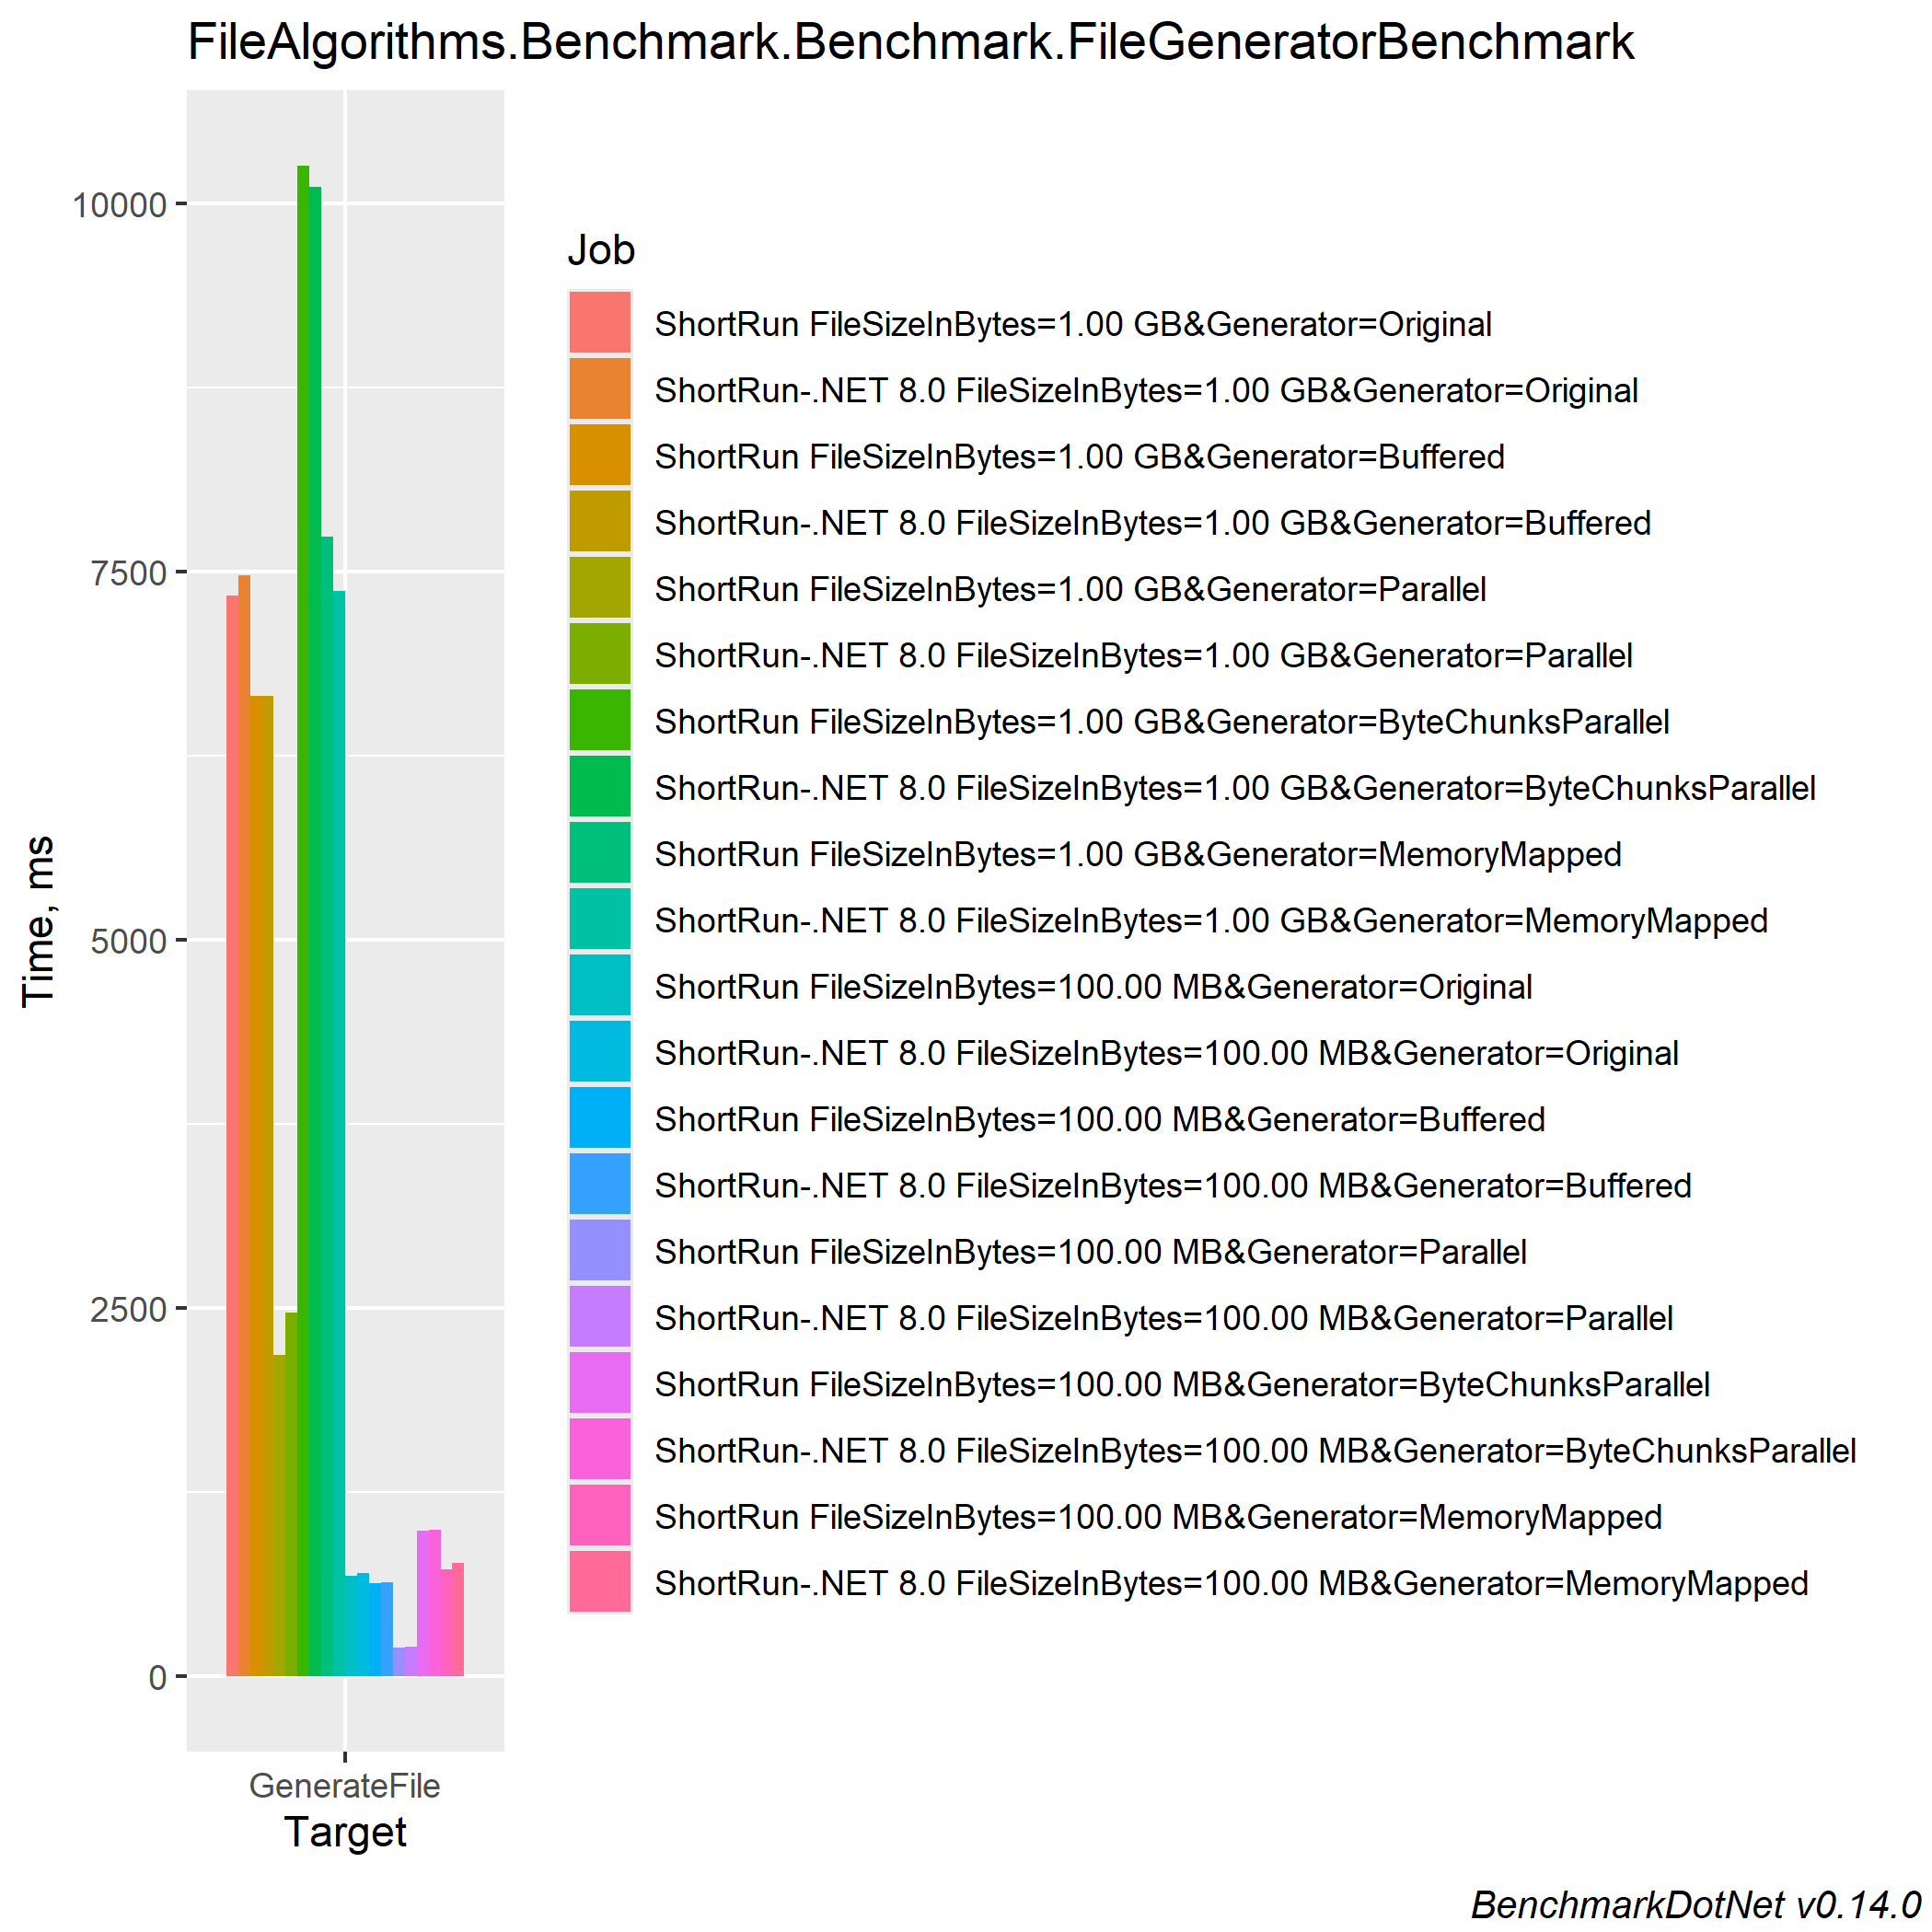 FileAlgorithms.Benchmark.Benchmark.FileGeneratorBenchmark
10000
7500
5000
2500
0
Time, ms
GenerateFile
Target
Job
ShortRun FileSizeInBytes=1.00 GB&Generator=Original
ShortRun-.NET 8.0 FileSizeInBytes=1.00 GB&Generator=Original
ShortRun FileSizeInBytes=1.00 GB&Generator=Buffered
ShortRun-.NET 8.0 FileSizeInBytes=1.00 GB&Generator=Buffered
ShortRun FileSizeInBytes=1.00 GB&Generator=Parallel
ShortRun-.NET 8.0 FileSizeInBytes=1.00 GB&Generator=Parallel
ShortRun FileSizeInBytes=1.00 GB&Generator=ByteChunksParallel
ShortRun-.NET 8.0 FileSizeInBytes=1.00 GB&Generator=ByteChunksParallel
ShortRun FileSizeInBytes=1.00 GB&Generator=MemoryMapped
ShortRun-.NET 8.0 FileSizeInBytes=1.00 GB&Generator=MemoryMapped
ShortRun FileSizeInBytes=100.00 MB&Generator=Original
ShortRun-.NET 8.0 FileSizeInBytes=100.00 MB&Generator=Original
ShortRun FileSizeInBytes=100.00 MB&Generator=Buffered
ShortRun-.NET 8.0 FileSizeInBytes=100.00 MB&Generator=Buffered
ShortRun FileSizeInBytes=100.00 MB&Generator=Parallel
ShortRun-.NET 8.0 FileSizeInBytes=100.00 MB&Generator=Parallel
ShortRun FileSizeInBytes=100.00 MB&Generator=ByteChunksParallel
ShortRun-.NET 8.0 FileSizeInBytes=100.00 MB&Generator=ByteChunksParallel
ShortRun FileSizeInBytes=100.00 MB&Generator=MemoryMapped
ShortRun-.NET 8.0 FileSizeInBytes=100.00 MB&Generator=MemoryMapped
BenchmarkDotNet v0.14.0